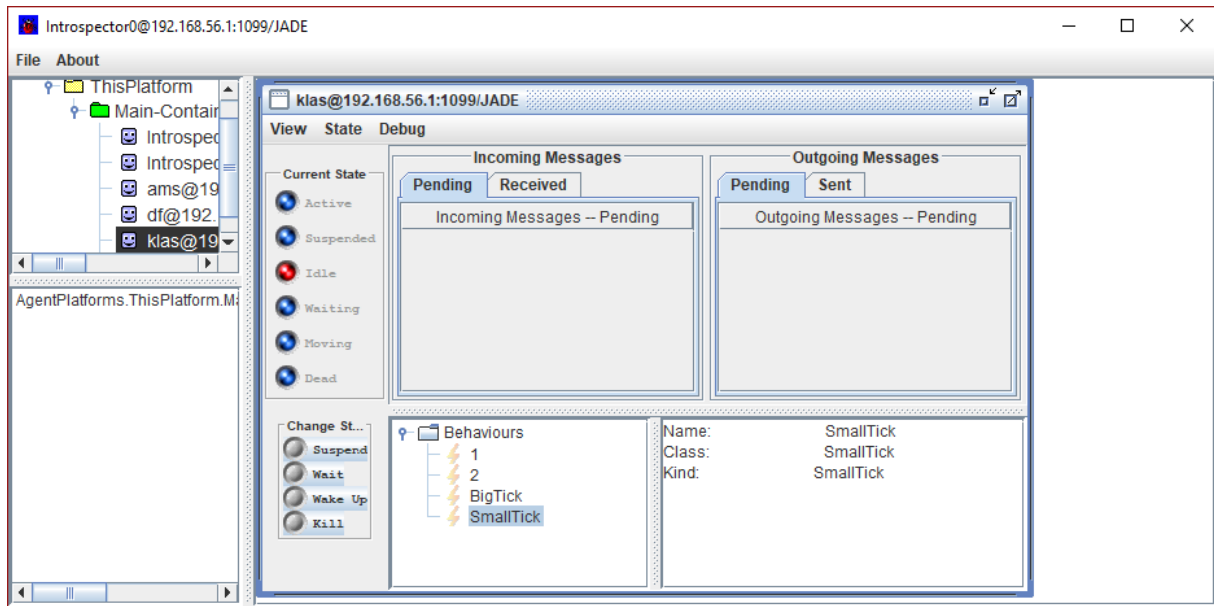 Introspector0@192.168.56.1:1099/JADE
File About
ThisPlatform
Main-Contair
Introspec
Introspec
ams@19
df@192.
klas@19
AgentPlatforms.ThisPlatform.Ma
klas@192.168.56.1:1099/JADE
View State Debug
Current State
Active
Suspended
Idle
Waiting
Moving
Dead
Incoming Messages
Pending Received
Incoming Messages -- Pending
Outgoing Messages
Pending Sent
Outgoing Messages -- Pending
Change St...
Suspend
Wait
Wake Up
Kill
Behaviours
1
2
BigTick
SmallTick
Name: SmallTick
Class: SmallTick
Kind: SmallTick